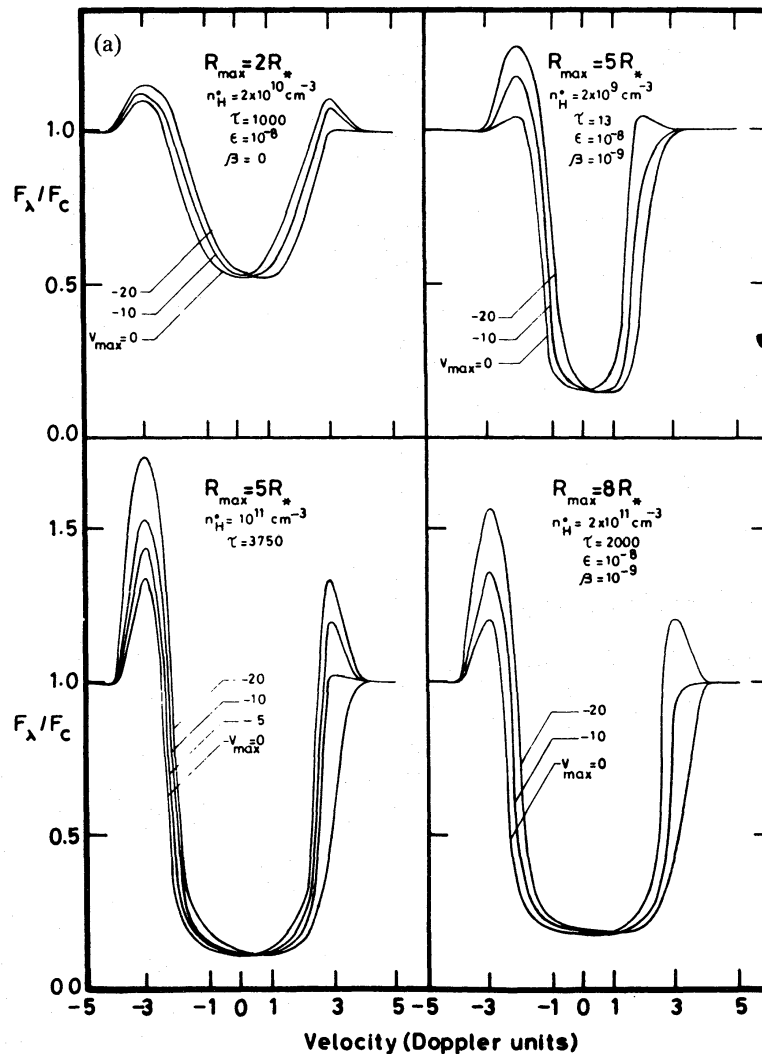 (a)
R_max=2R_*
n°_H=2x10^10 cm^-3
τ=1000
ε=10^-8
β=0
1.0
F_λ/F_C
0.5
0.0
-20
-10
V_max=0
R_max=5R_*
n°_H=2x10^9 cm^-3
τ=13
ε=10^-8
β=10^-9
-20
-10
V_max=0
R_max=5R_*
n°_H=10^11 cm^-3
τ=3750
1.5
1.0
F_λ/F_C
0.5
0.0
-20
-10
-5
-V_max=0
R_max=8R_*
n°_H=2x10^11 cm^-3
τ=2000
ε=10^-8
β=10^-9
-20
-10
-V_max=0
-5 -3 -1 0 1 3 5 -3 -1 0 1 3 5
Velocity (Doppler units)